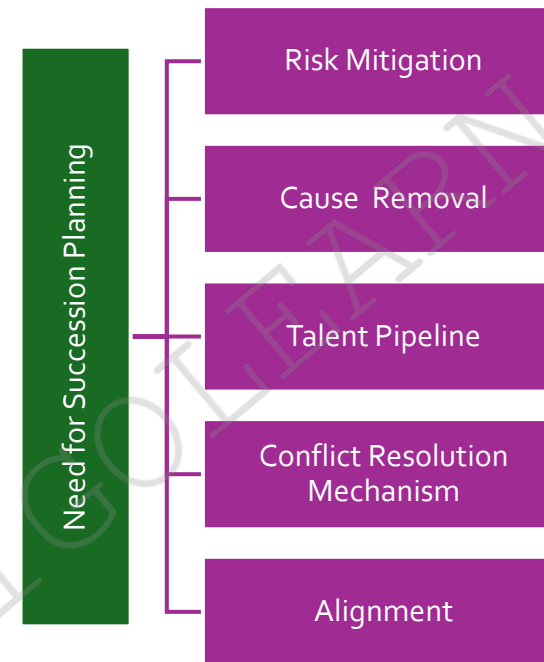 Need for Succession Planning
Risk Mitigation
Cause Removal
Talent Pipeline
Conflict Resolution
Mechanism
Alignment